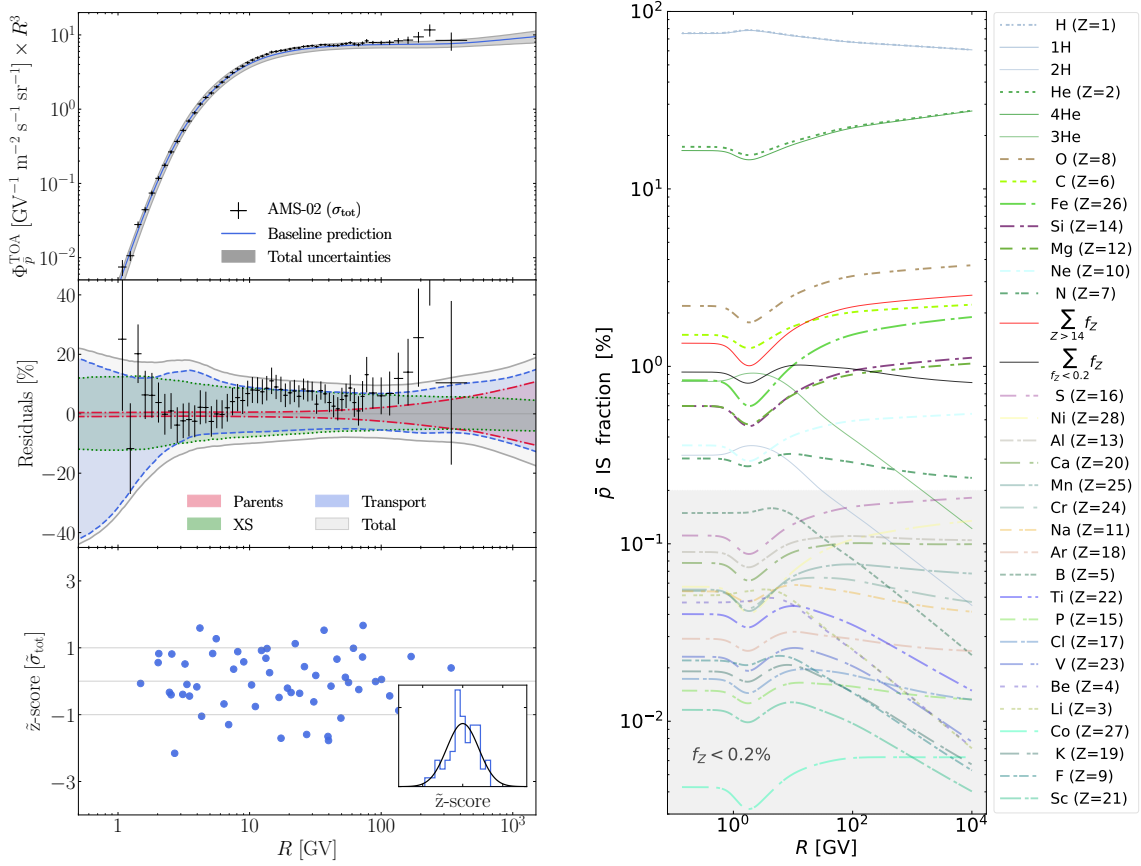 Φ_p̄^TOA [GV⁻¹ m⁻² s⁻¹ sr⁻¹] × R³
10¹
10⁰
10⁻¹
10⁻²
AMS-02 (σ_tot)
Baseline prediction
Total uncertainties
Residuals [%]
40
20
0
−20
−40
Parents
XS
Transport
Total
z̃-score [σ̃_tot]
3
1
0
−1
−3
z̃-score
1
10
100
10³
R [GV]
p̄ IS fraction [%]
10²
10¹
10⁰
10⁻¹
10⁻²
f_Z < 0.2%
10⁰
10²
10⁴
R [GV]
H (Z=1)
1H
2H
He (Z=2)
4He
3He
O (Z=8)
C (Z=6)
Fe (Z=26)
Si (Z=14)
Mg (Z=12)
Ne (Z=10)
N (Z=7)
∑_{Z>14} f_Z
∑_{f_Z<0.2} f_Z
S (Z=16)
Ni (Z=28)
Al (Z=13)
Ca (Z=20)
Mn (Z=25)
Cr (Z=24)
Na (Z=11)
Ar (Z=18)
B (Z=5)
Ti (Z=22)
P (Z=15)
Cl (Z=17)
V (Z=23)
Be (Z=4)
Li (Z=3)
Co (Z=27)
K (Z=19)
F (Z=9)
Sc (Z=21)